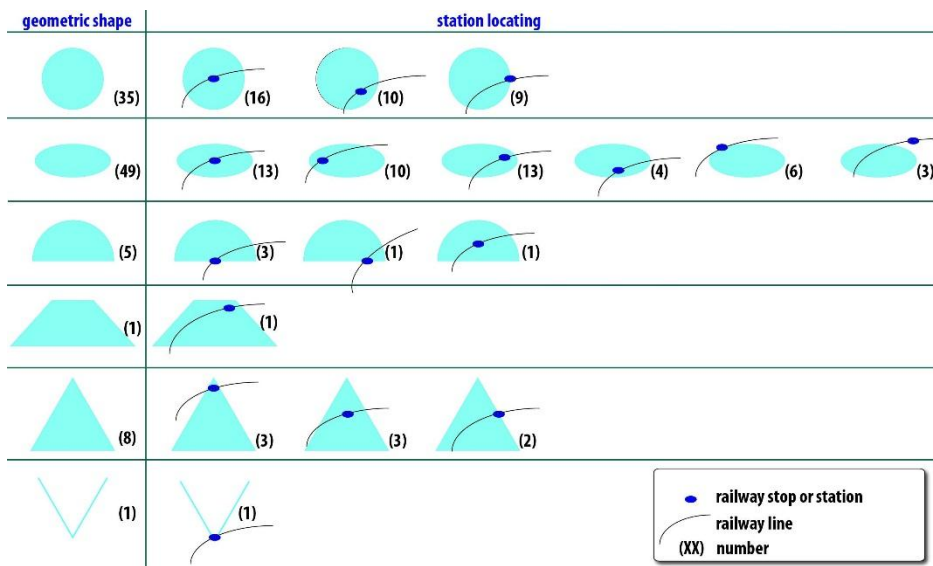 geometric shape station locating
(35) (16) (10) (9)
(49) (13) (10) (13) (4) (6) (3)
(5) (3) (1) (1)
(1) (1)
(8) (3) (3) (2)
(1) (1)
railway stop or station
railway line
(XX) number